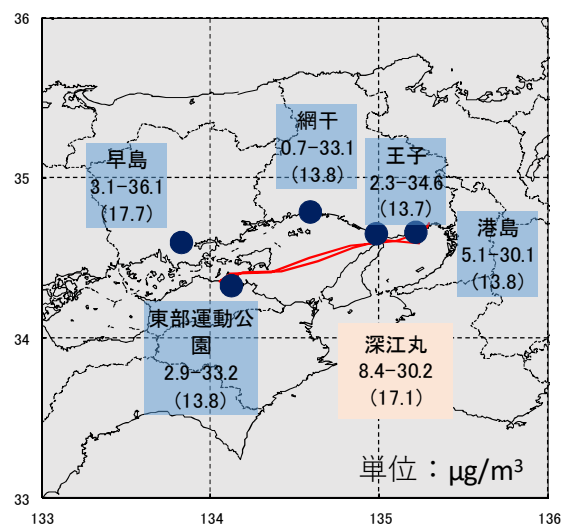 36
35
34
33
133
134
135
136
網干
0.7−33.1
(13.8)
王子
2.3−34.6
(13.7)
早島
3.1−36.1
(17.7)
港島
5.1−30.1
(13.8)
東部運動公
園
2.9−33.2
(13.8)
深江丸
8.4−30.2
(17.1)
単位：μg/m³